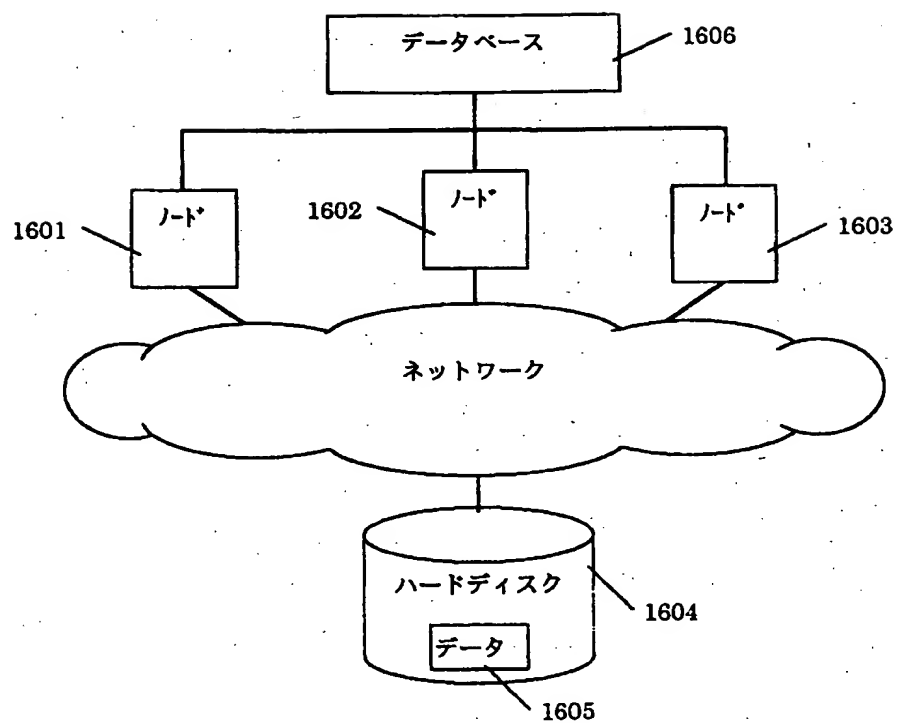 データベース
1606
ノード
1601
ノード
1602
ノード
1603
ネットワーク
ハードディスク
1604
データ
1605